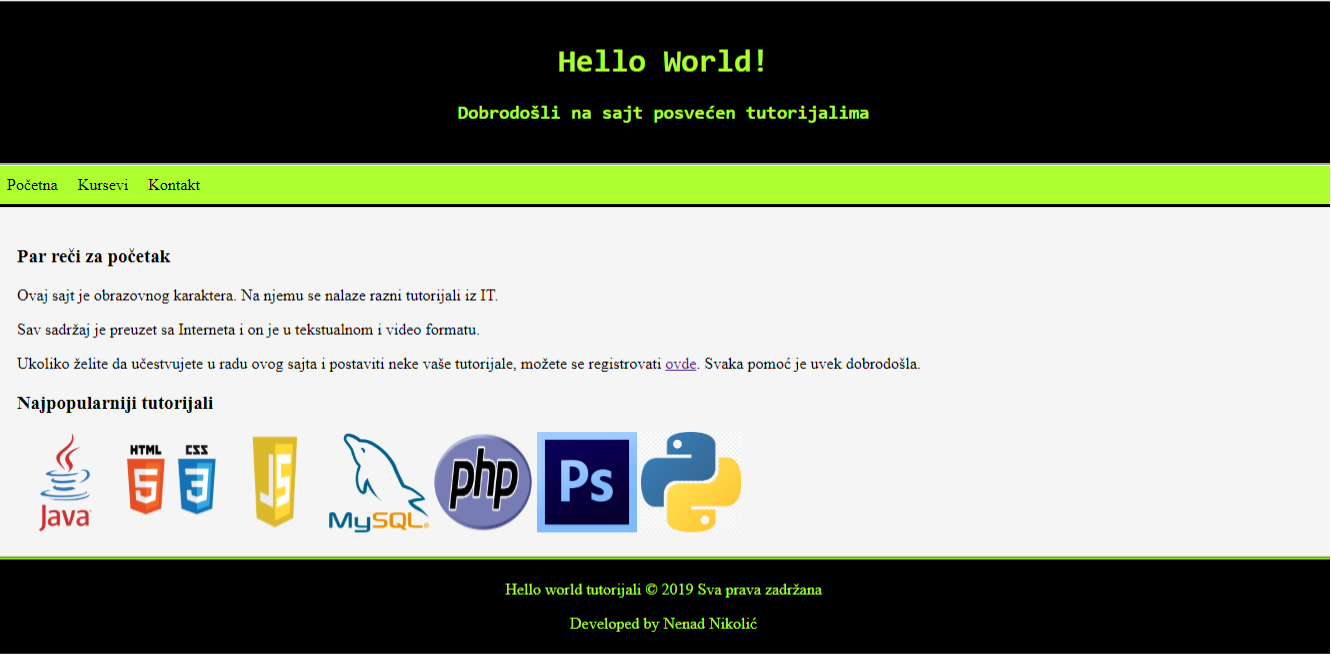 Hello World!
Dobrodošli na sajt posvećen tutorijalima
Početna Kursevi Kontakt
Par reči za početak
Ovaj sajt je obrazovnog karaktera. Na njemu se nalaze razni tutorijali iz IT.
Sav sadržaj je preuzet sa Interneta i on je u tekstualnom i video formatu.
Ukoliko želite da učestvujete u radu ovog sajta i postaviti neke vaše tutorijale, možete se registrovati ovde. Svaka pomoć je uvek dobrodošla.
Najpopularniji tutorijali
Java HTML 5 CSS 3 JS MySQL® php Ps
Hello world tutorijali © 2019 Sva prava zadržana
Developed by Nenad Nikolić